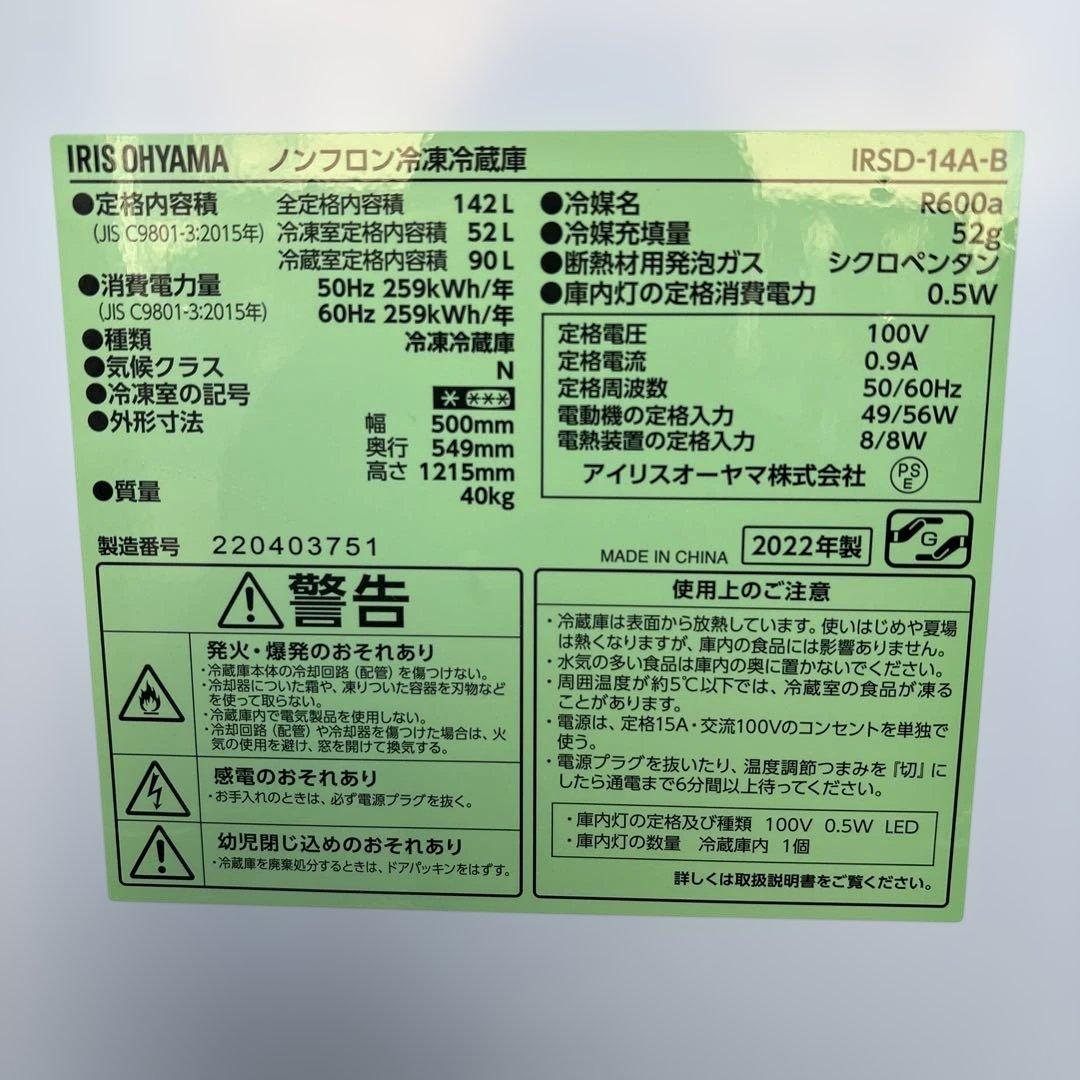 IRIS OHYAMA ノンフロン冷凍冷蔵庫 IRSD-14A-B
●定格内容積 全定格内容積 142L
(JIS C9801-3:2015年) 冷凍室定格内容積 52L
冷蔵室定格内容積 90L
●消費電力量 50Hz 259kWh/年
(JIS C9801-3:2015年) 60Hz 259kWh/年
●種類 冷凍冷蔵庫
●気候クラス N
●冷凍室の記号 * ***
●外形寸法 幅 500mm
奥行 549mm
高さ 1215mm
●質量 40kg
●冷媒名 R600a
●冷媒充填量 52g
●断熱材用発泡ガス シクロペンタン
●庫内灯の定格消費電力 0.5W
定格電圧 100V
定格電流 0.9A
定格周波数 50/60Hz
電動機の定格入力 49/56W
電熱装置の定格入力 8/8W
アイリスオーヤマ株式会社 PSE
製造番号 220403751
MADE IN CHINA 2022年製 G
警告
発火・爆発のおそれあり
・冷蔵庫本体の冷却回路(配管)を傷つけない。
・冷却器についた霜や、凍りついた容器を刃物など
を使って取らない。
・冷蔵庫内で電気製品を使用しない。
・冷却回路(配管)や冷却器を傷つけた場合は、火
気の使用を避け、窓を開けて換気する。
感電のおそれあり
・お手入れのときは、必ず電源プラグを抜く。
幼児閉じ込めのおそれあり
・冷蔵庫を廃棄処分するときは、ドアパッキンをはずす。
使用上のご注意
・冷蔵庫は表面から放熱しています。使いはじめや夏場
は熱くなりますが、庫内の食品には影響ありません。
・水気の多い食品は庫内の奥に置かないでください。
・周囲温度が約5℃以下では、冷蔵室の食品が凍る
ことがあります。
・電源は、定格15A・交流100Vのコンセントを単独で
使う。
・電源プラグを抜いたり、温度調節つまみを『切』に
したら通電まで6分間以上待ってください。
・庫内灯の定格及び種類 100V 0.5W LED
・庫内灯の数量 冷蔵庫内 1個
詳しくは取扱説明書をご覧ください。